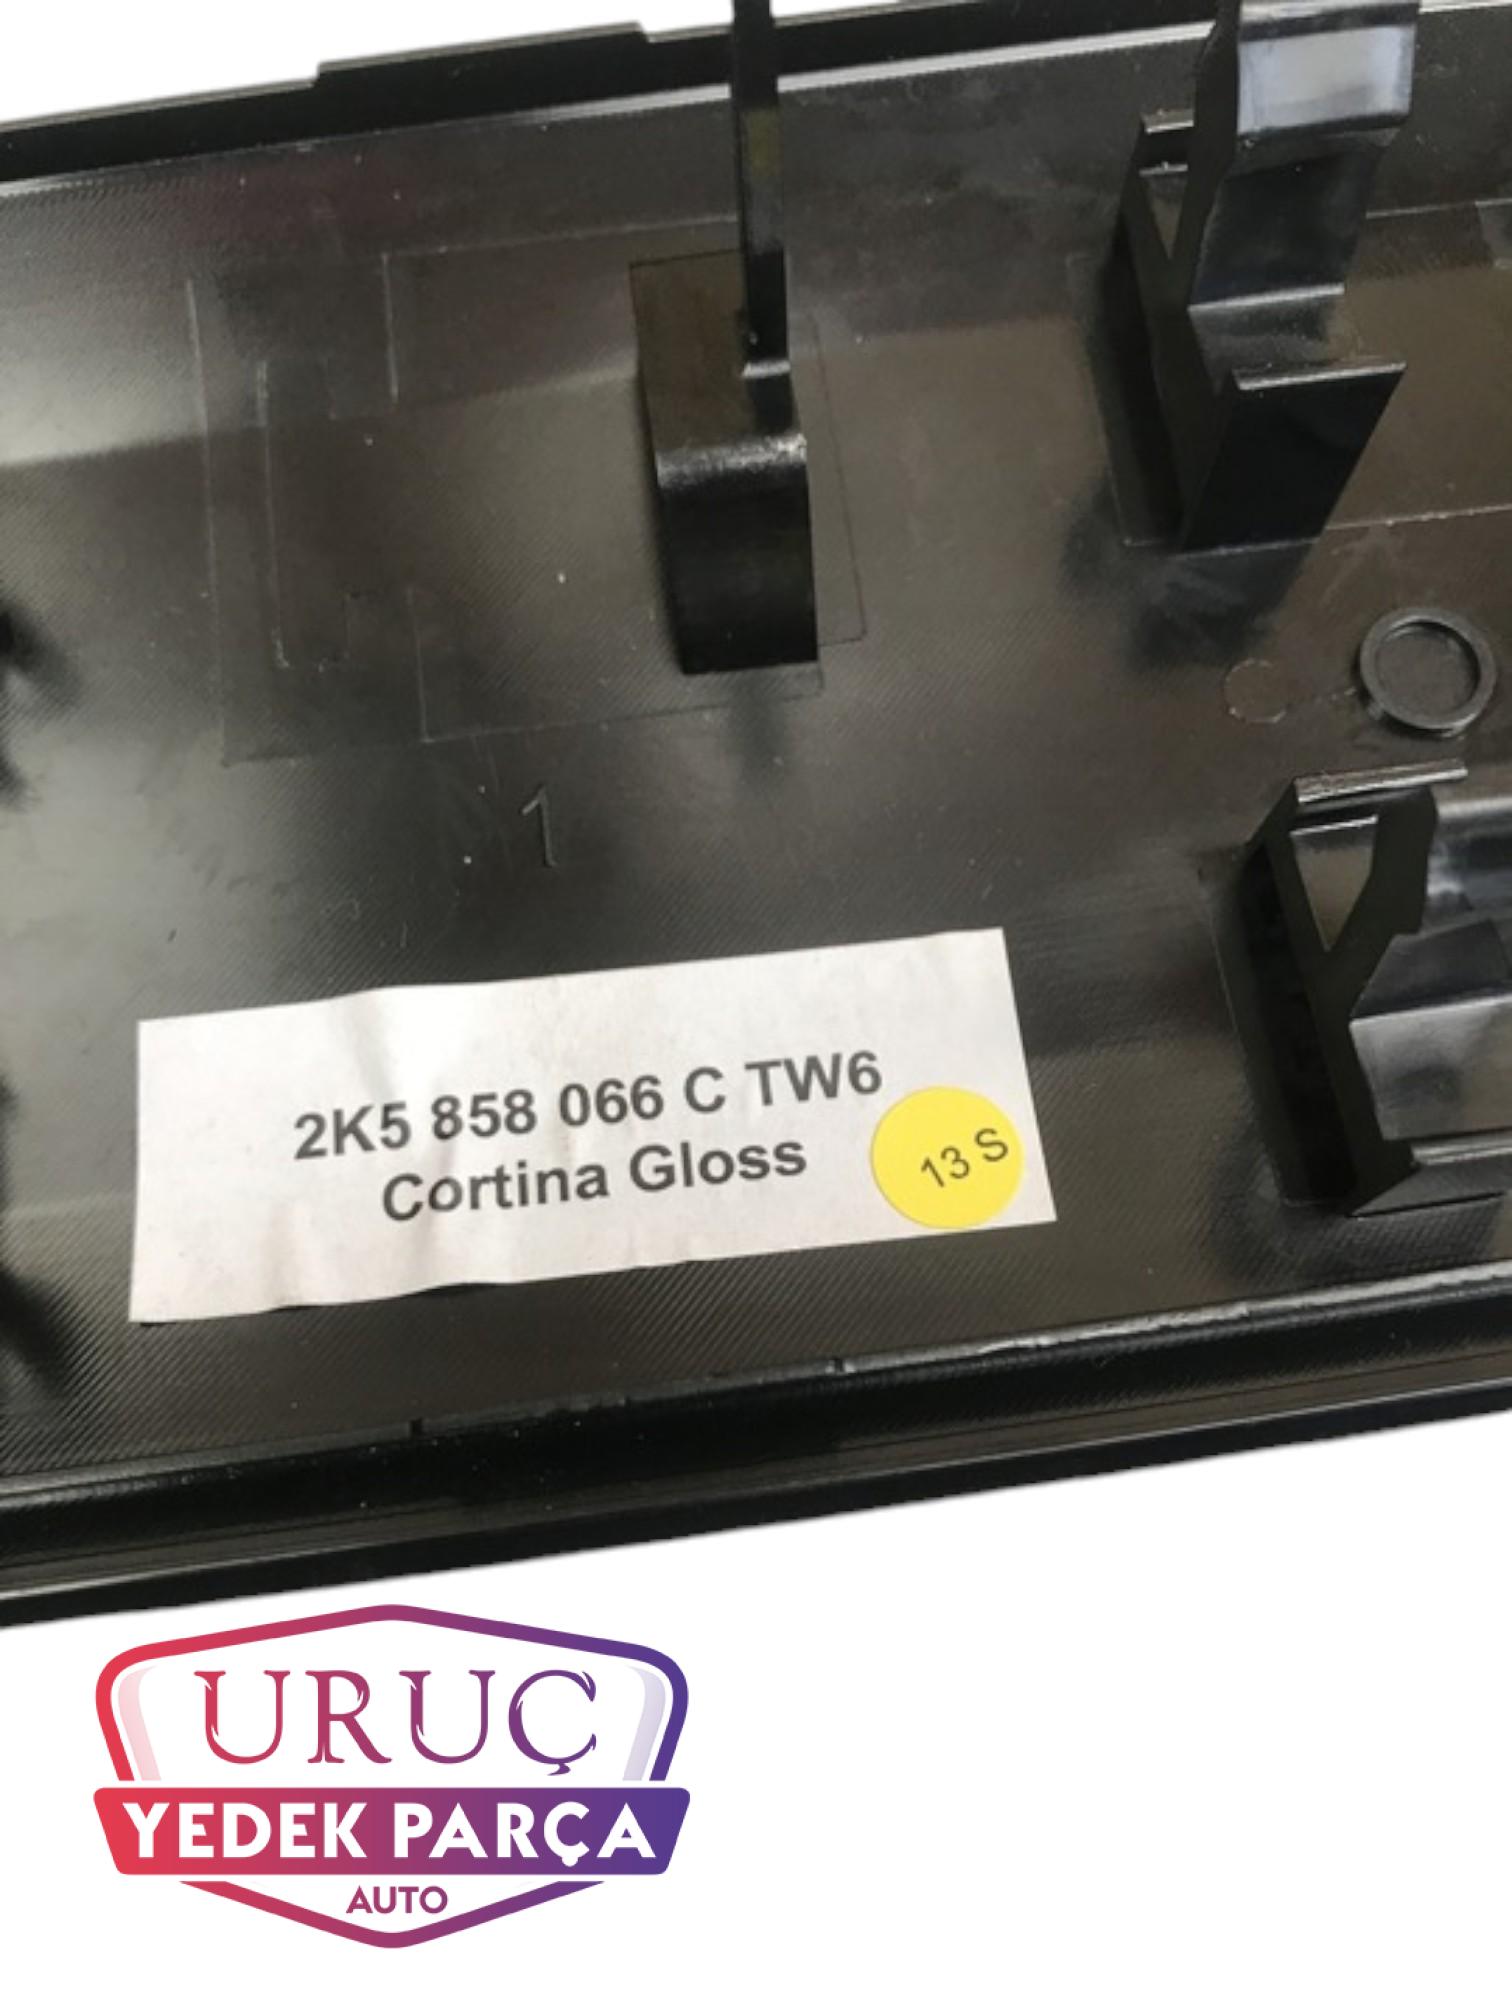 1
2K5 858 066 C TW6
Cortina Gloss
13 S
URUÇ
YEDEK PARÇA
AUTO